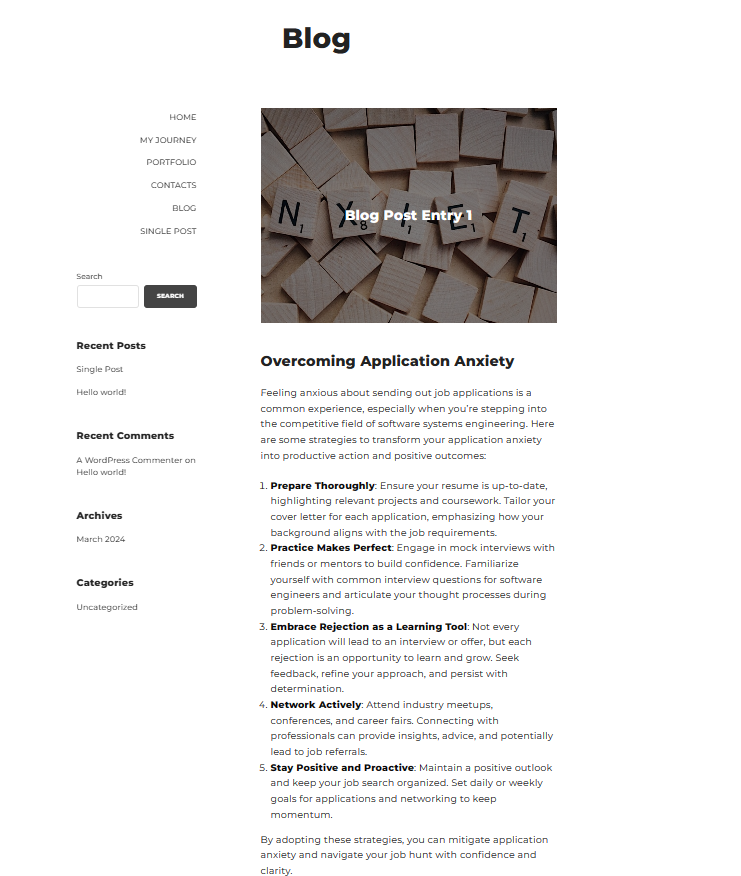 Blog
HOME
MY JOURNEY
PORTFOLIO
CONTACTS
BLOG
SINGLE POST
Search
SEARCH
Recent Posts
Single Post
Hello world!
Recent Comments
A WordPress Commenter on
Hello world!
Archives
March 2024
Categories
Uncategorized
N1 X8 I1 E1 T1
Blog Post Entry 1
Overcoming Application Anxiety
Feeling anxious about sending out job applications is a
common experience, especially when you're stepping into
the competitive field of software systems engineering. Here
are some strategies to transform your application anxiety
into productive action and positive outcomes:
1. Prepare Thoroughly: Ensure your resume is up-to-date,
highlighting relevant projects and coursework. Tailor your
cover letter for each application, emphasizing how your
background aligns with the job requirements.
2. Practice Makes Perfect: Engage in mock interviews with
friends or mentors to build confidence. Familiarize
yourself with common interview questions for software
engineers and articulate your thought processes during
problem-solving.
3. Embrace Rejection as a Learning Tool: Not every
application will lead to an interview or offer, but each
rejection is an opportunity to learn and grow. Seek
feedback, refine your approach, and persist with
determination.
4. Network Actively: Attend industry meetups,
conferences, and career fairs. Connecting with
professionals can provide insights, advice, and potentially
lead to job referrals.
5. Stay Positive and Proactive: Maintain a positive outlook
and keep your job search organized. Set daily or weekly
goals for applications and networking to keep
momentum.
By adopting these strategies, you can mitigate application
anxiety and navigate your job hunt with confidence and
clarity.